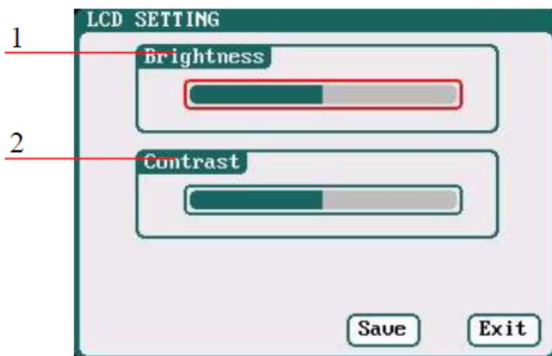 LCD SETTING
1
Brightness
2
Contrast
Save Exit